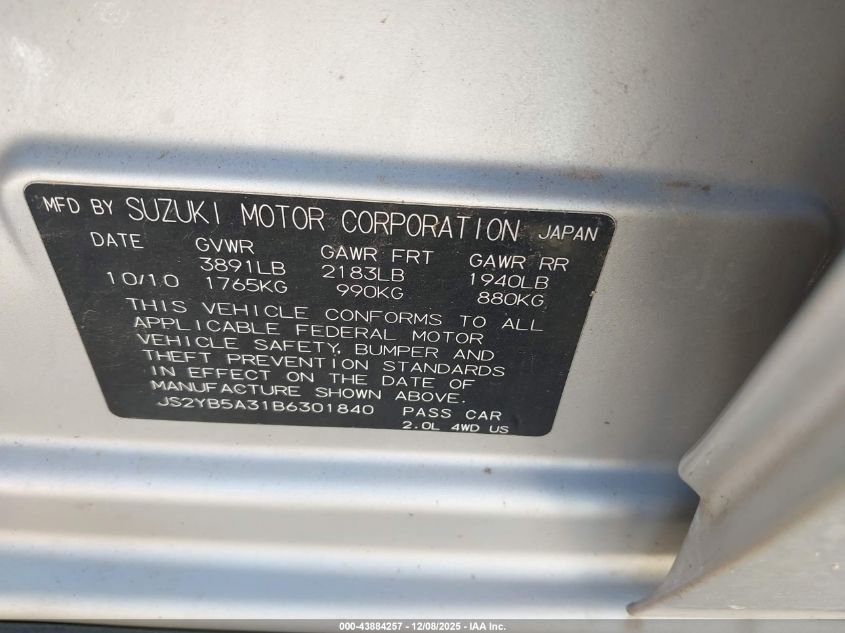 MFD BY SUZUKI MOTOR CORPORATION JAPAN
DATE GVWR GAWR FRT GAWR RR
3891LB 2183LB 1940LB
10/10 1765KG 990KG 880KG
THIS VEHICLE CONFORMS TO ALL
APPLICABLE FEDERAL MOTOR
VEHICLE SAFETY, BUMPER AND
THEFT PREVENTION STANDARDS
IN EFFECT ON THE DATE OF
MANUFACTURE SHOWN ABOVE.
JS2YB5A31B6301840 PASS CAR
2.0L 4WD US
000-43884257 - 12/08/2025 - IAA Inc.